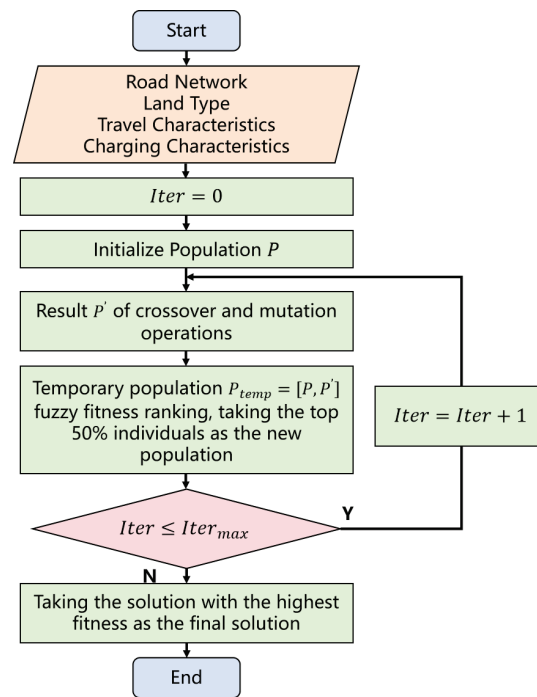 Start
Road Network
Land Type
Travel Characteristics
Charging Characteristics
Iter = 0
Initialize Population P
Result P' of crossover and mutation
operations
Temporary population P_temp = [P, P']
fuzzy fitness ranking, taking the top
50% individuals as the new
population
Iter = Iter + 1
Iter ≤ Iter_max
Y
N
Taking the solution with the highest
fitness as the final solution
End